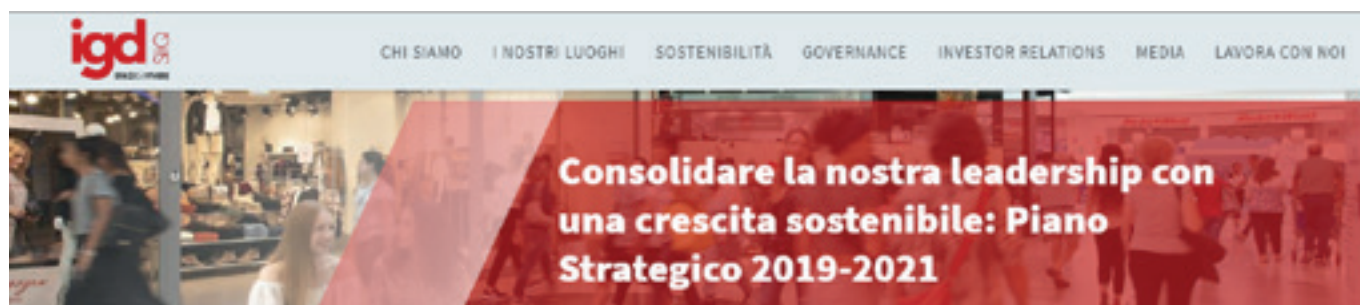 igd SIIQ
CHI SIAMO I NOSTRI LUOGHI SOSTENIBILITÀ GOVERNANCE INVESTOR RELATIONS MEDIA LAVORA CON NOI
Consolidare la nostra leadership con
una crescita sostenibile: Piano
Strategico 2019-2021